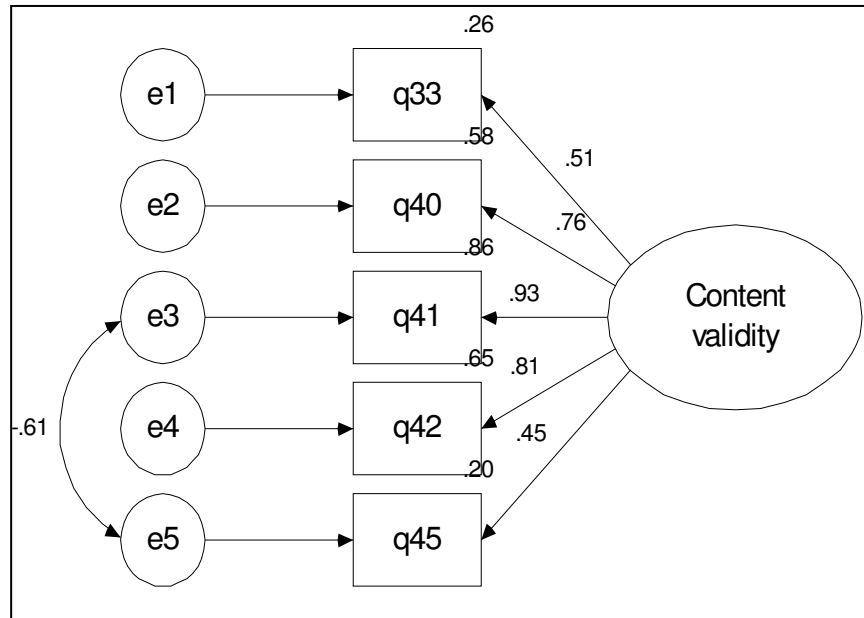 .26
e1
q33
.51
.58
e2
q40
.76
.86
e3
q41
.93
Content
validity
.65
e4
q42
.81
-.61
.45
.20
e5
q45